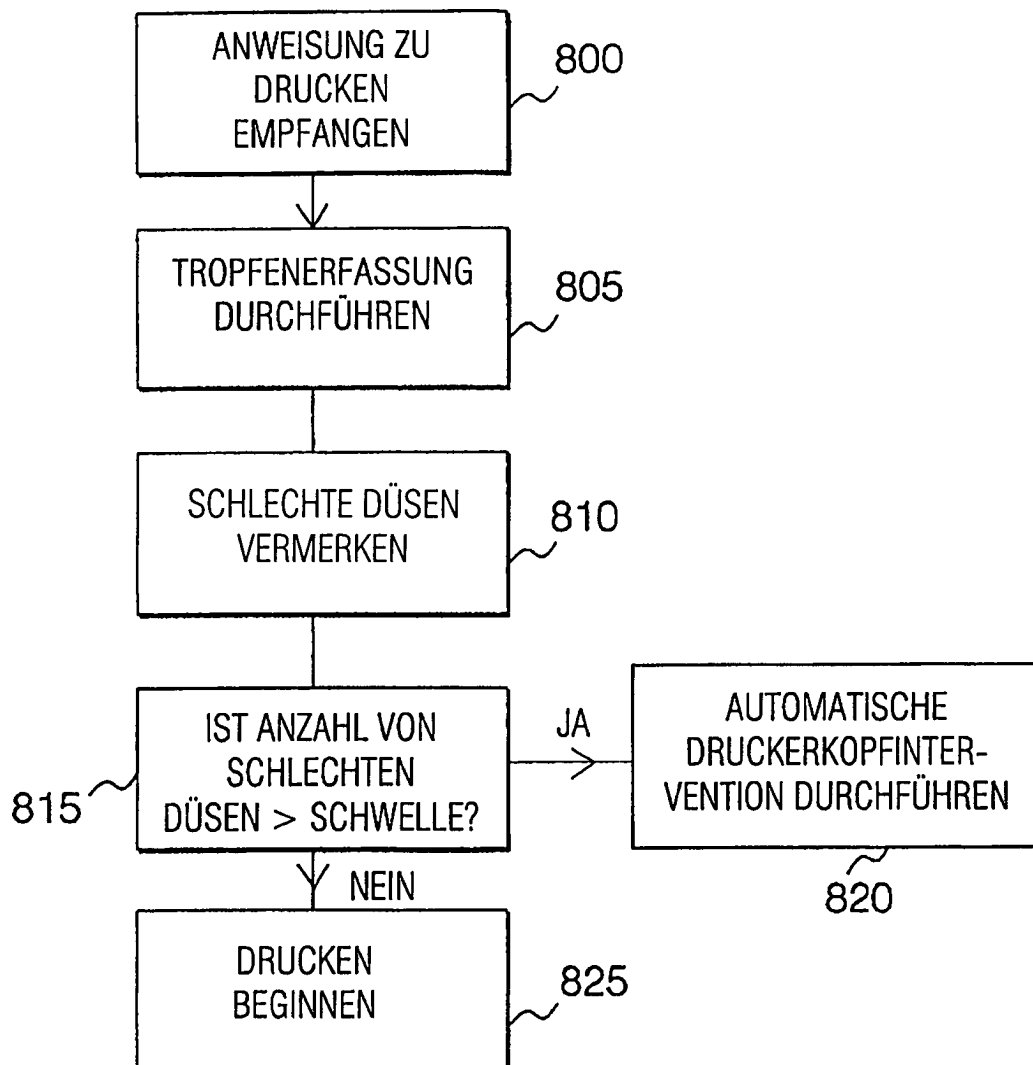 ANWEISUNG ZU
DRUCKEN
EMPFANGEN
800
TROPFENERFASSUNG
DURCHFÜHREN
805
SCHLECHTE DÜSEN
VERMERKEN
810
IST ANZAHL VON
SCHLECHTEN
DÜSEN > SCHWELLE?
815
JA
AUTOMATISCHE
DRUCKERKOPFINTER-
VENTION DURCHFÜHREN
820
NEIN
DRUCKEN
BEGINNEN
825